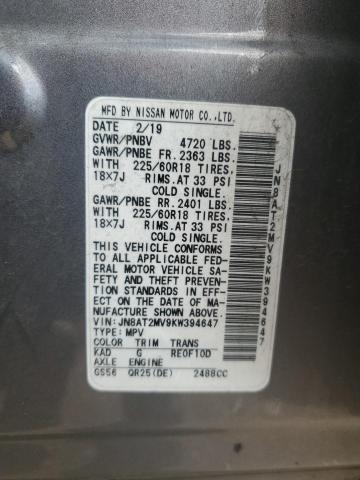 MFD BY NISSAN MOTOR CO.,LTD.
DATE 2/19
GVWR/PNBV 4720 LBS.
GAWR/PNBE FR. 2363 LBS.
WITH 225/60R18 TIRES,
18×7J RIMS.AT 33 PSI
COLD SINGLE.
GAWR/PNBE RR. 2401 LBS.
WITH 225/60R18 TIRES,
18×7J RIMS.AT 33 PSI
COLD SINGLE.
THIS VEHICLE CONFORMS
TO ALL APPLICABLE FED-
ERAL MOTOR VEHICLE SA-
FETY AND THEFT PREVEN-
TION STANDARDS IN EFF-
ECT ON THE DATE OF MA-
NUFACTURE SHOWN ABOVE.
VIN: JN8AT2MV9KW394647
TYPE: MPV
COLOR TRIM TRANS
KAD G RE0F10D
AXLE ENGINE
GS56 QR25(DE) 2488CC
JN8AT2MV9KW394647